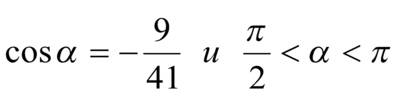 cos α = − 9/41 и π/2 < α < π